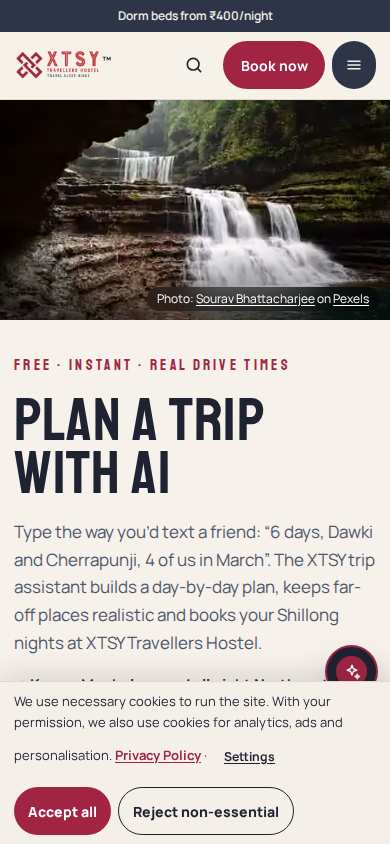 Dorm beds from ₹400/night
XTSY™
TRAVELLERS HOSTEL
TRAVEL SLEEP RINSE
Book now
Photo: Sourav Bhattacharjee on Pexels
FREE · INSTANT · REAL DRIVE TIMES
PLAN A TRIP
WITH AI
Type the way you'd text a friend: “6 days, Dawki
and Cherrapunji, 4 of us in March”. The XTSY trip
assistant builds a day-by-day plan, keeps far-
off places realistic and books your Shillong
nights at XTSY Travellers Hostel.
We use necessary cookies to run the site. With your
permission, we also use cookies for analytics, ads and
personalisation. Privacy Policy · Settings
Accept all
Reject non-essential